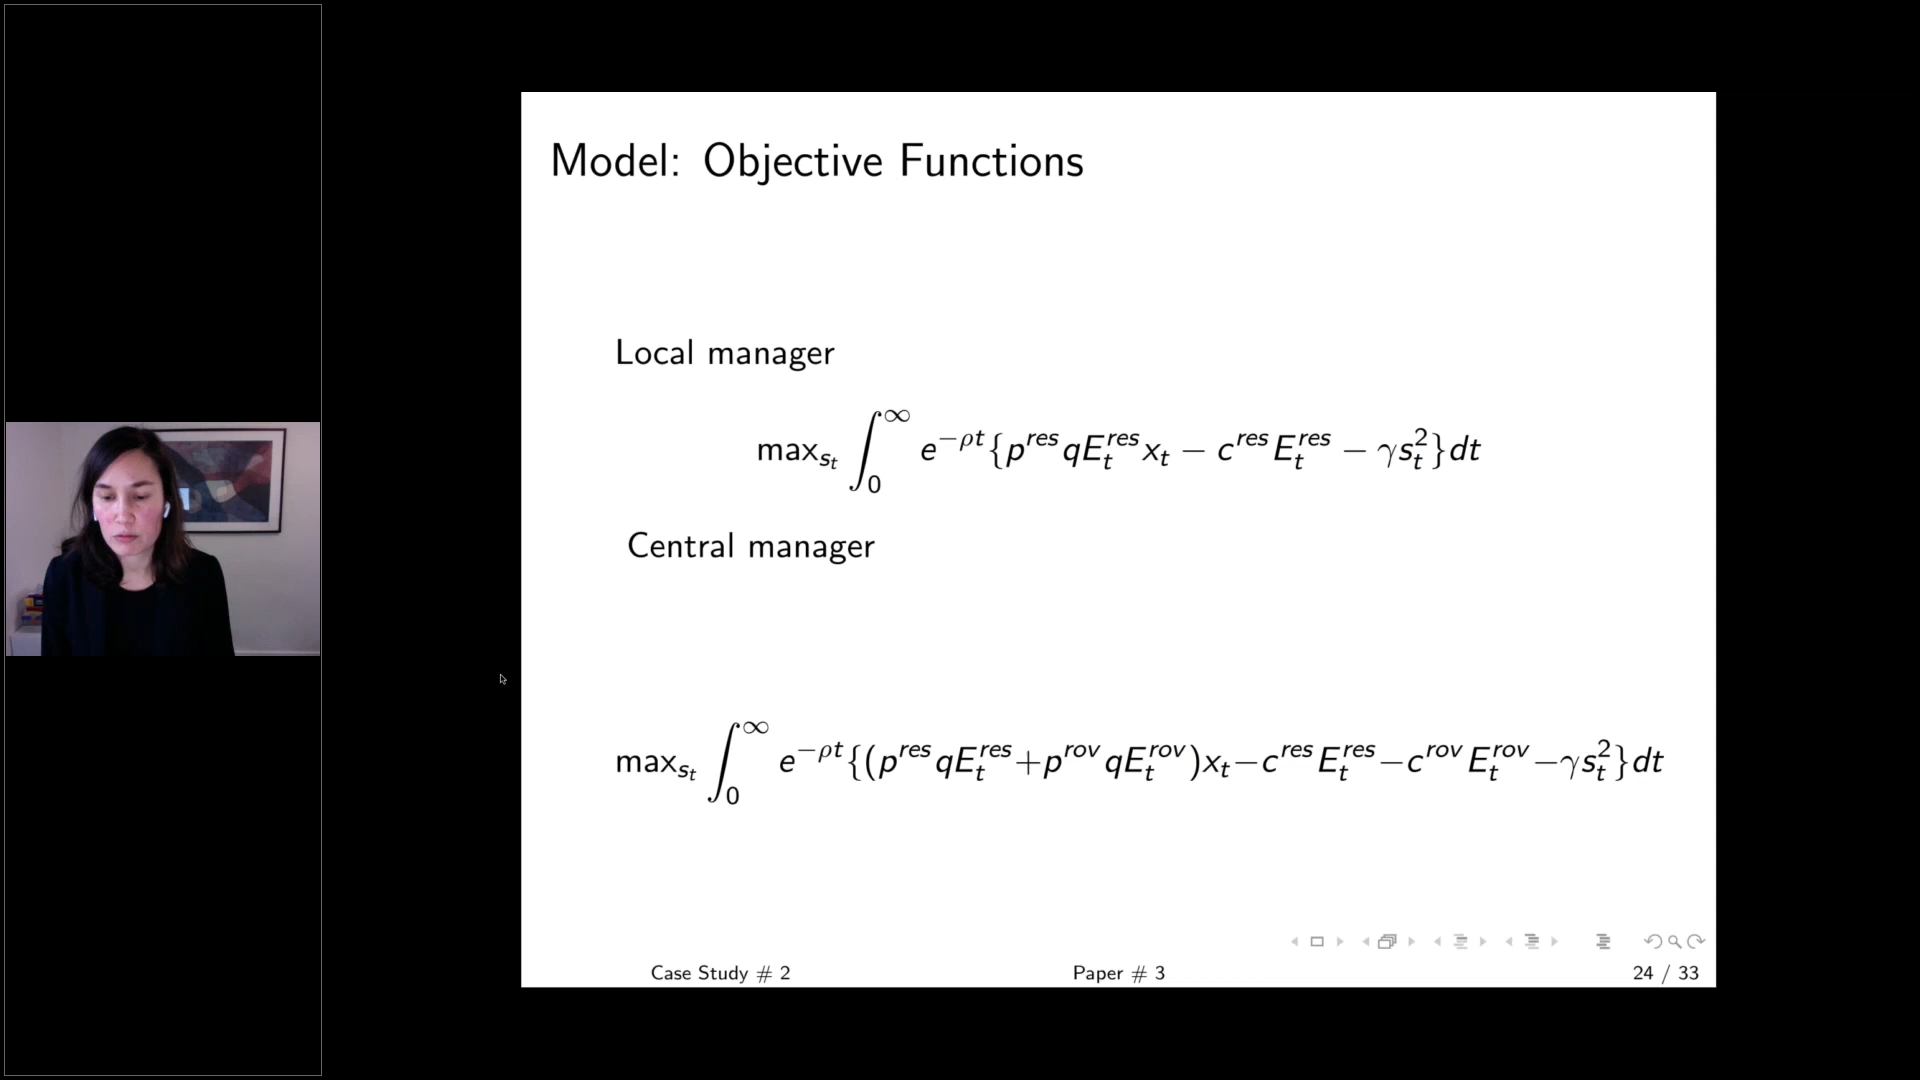 Model: Objective Functions
Local manager
max_{s_t} ∫_0^∞ e^{−ρt}{p^{res}qE_t^{res}x_t − c^{res}E_t^{res} − γs_t^2}dt
Central manager
max_{s_t} ∫_0^∞ e^{−ρt}{(p^{res}qE_t^{res}+p^{rov}qE_t^{rov})x_t−c^{res}E_t^{res}−c^{rov}E_t^{rov}−γs_t^2}dt
Case Study # 2 Paper # 3 24 / 33